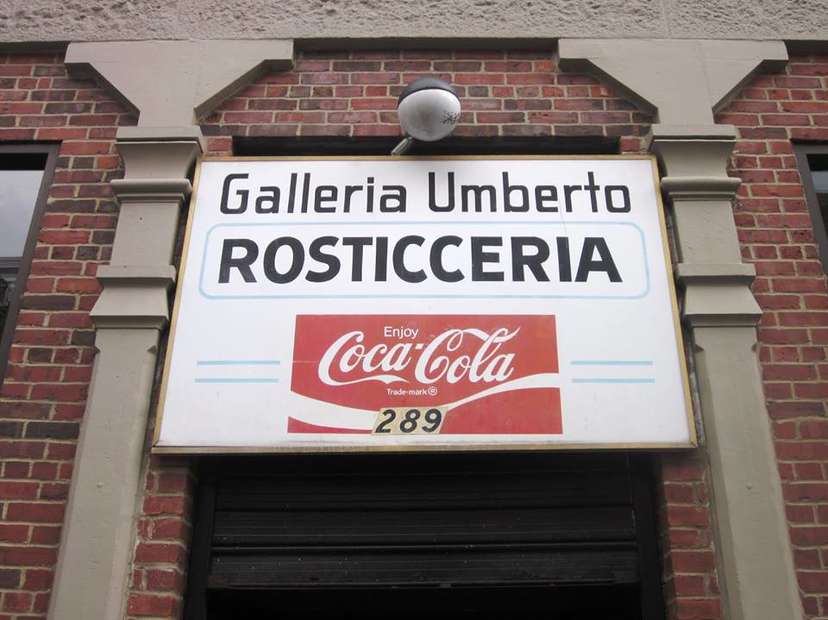 Galleria Umberto
ROSTICCERIA
Enjoy
Coca-Cola
Trade-mark®
289